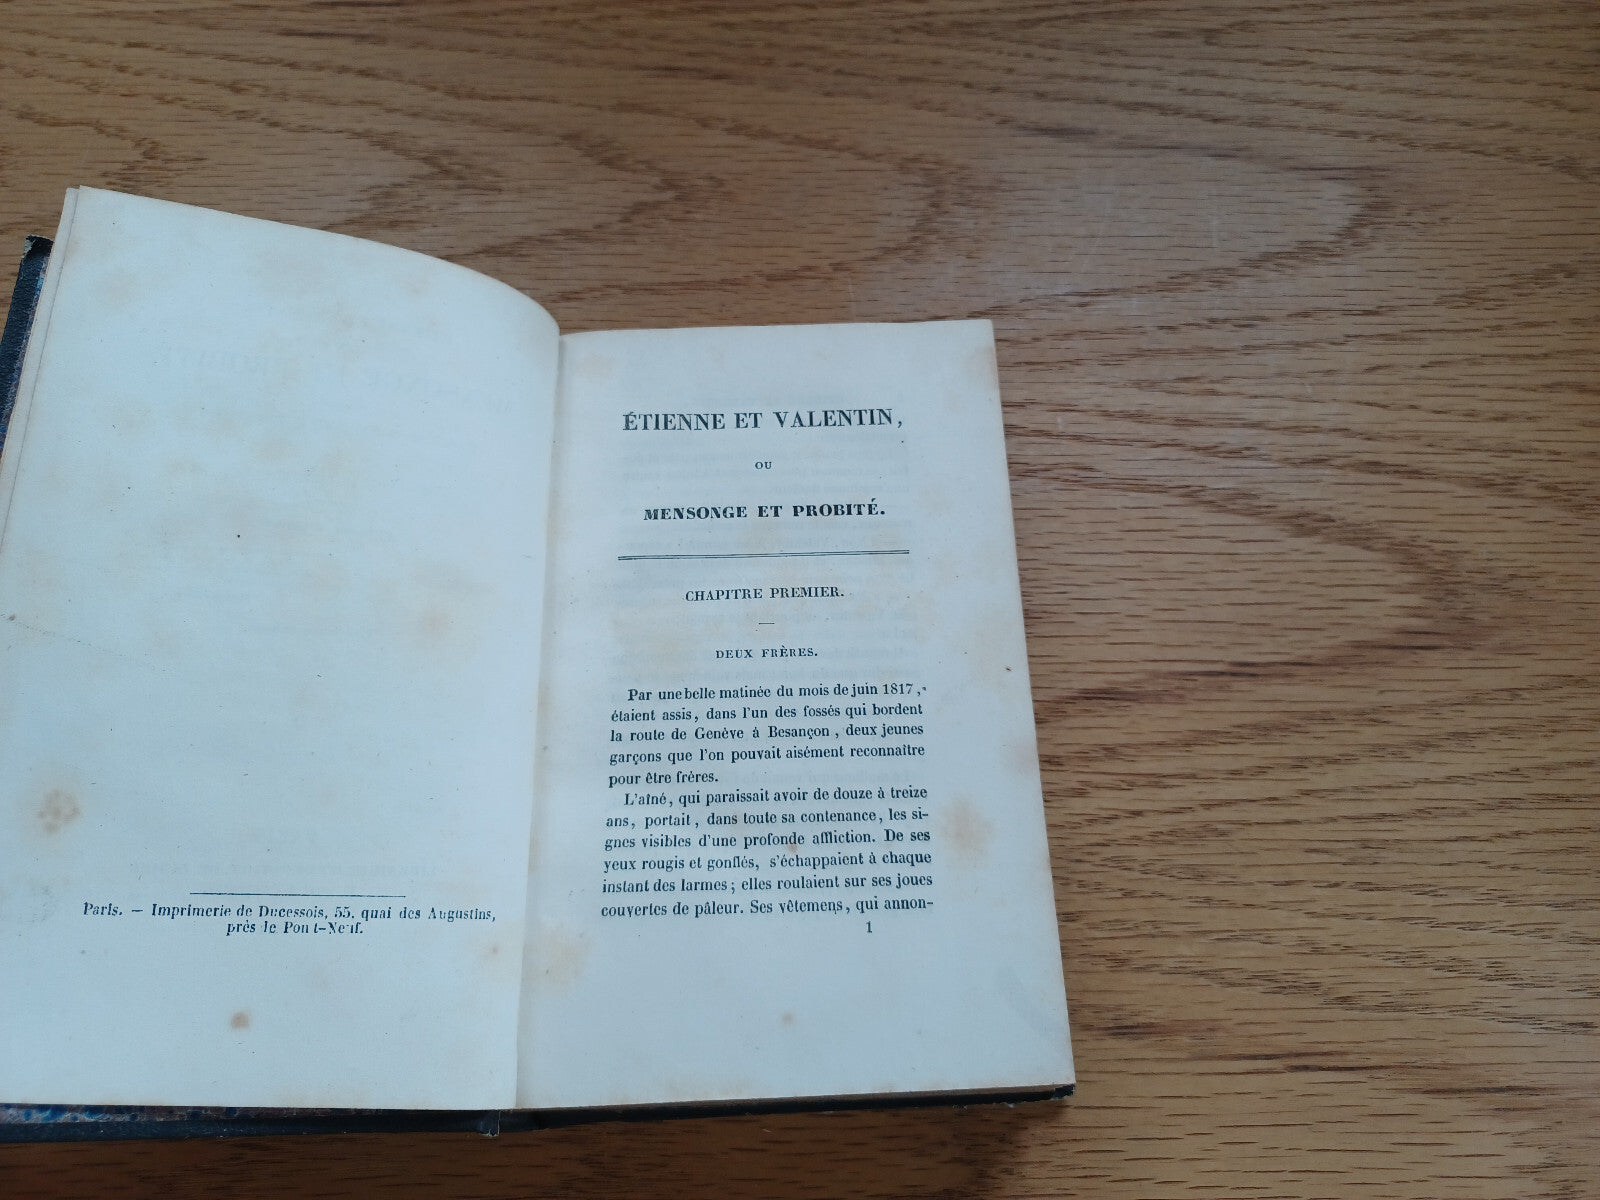 Paris. — Imprimerie de Ducessois, 55, quai des Augustins,
près le Pont-Neuf.
ÉTIENNE ET VALENTIN,
OU
MENSONGE ET PROBITÉ.
CHAPITRE PREMIER.
DEUX FRÈRES.
Par une belle matinée du mois de juin 1817,
étaient assis, dans l'un des fossés qui bordent
la route de Genêve à Besançon, deux jeunes
garçons que l'on pouvait aisément reconnaître
pour être frères.
L'aîné, qui paraissait avoir de douze à treize
ans, portait, dans toute sa contenance, les si-
gnes visibles d'une profonde affliction. De ses
yeux rougis et gonflés, s'échappaient à chaque
instant des larmes; elles roulaient sur ses joues
couvertes de pâleur. Ses vêtemens, qui annon-
1